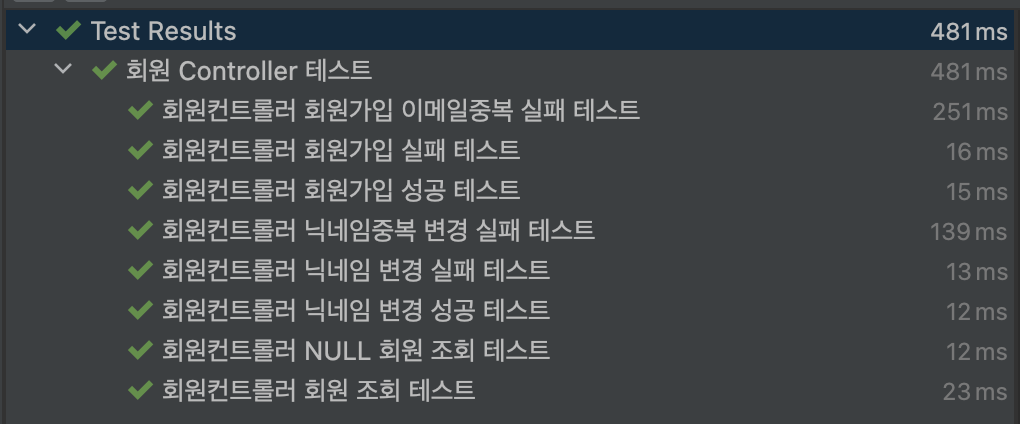 Test Results 481 ms
회원 Controller 테스트 481 ms
회원컨트롤러 회원가입 이메일중복 실패 테스트 251 ms
회원컨트롤러 회원가입 실패 테스트 16 ms
회원컨트롤러 회원가입 성공 테스트 15 ms
회원컨트롤러 닉네임중복 변경 실패 테스트 139 ms
회원컨트롤러 닉네임 변경 실패 테스트 13 ms
회원컨트롤러 닉네임 변경 성공 테스트 12 ms
회원컨트롤러 NULL 회원 조회 테스트 12 ms
회원컨트롤러 회원 조회 테스트 23 ms